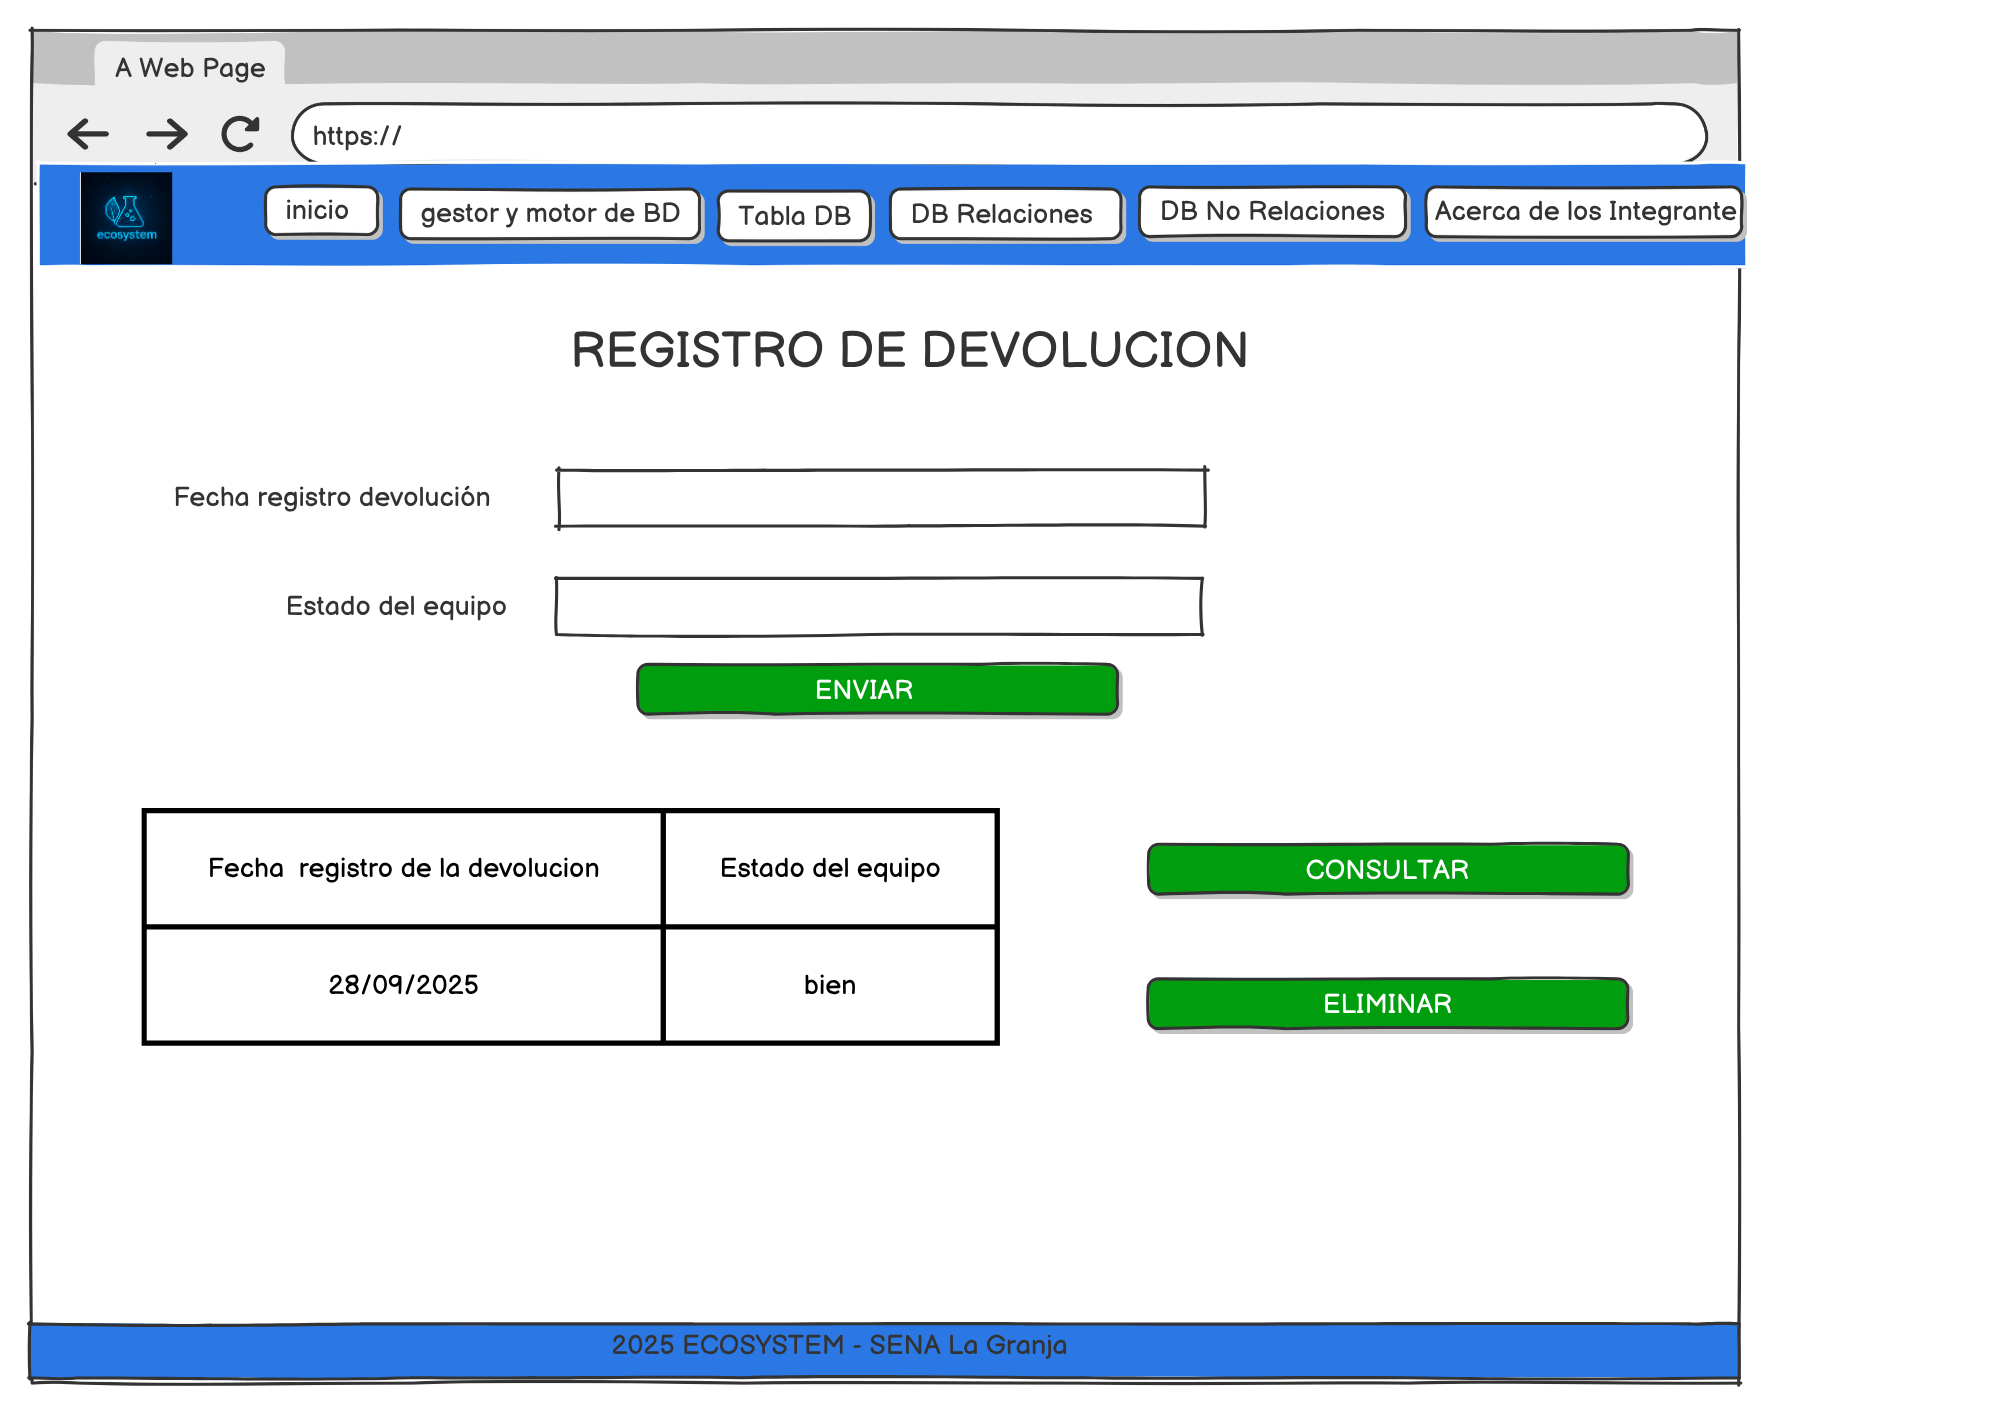 A Web Page
https://
ecosystem
inicio
gestor y motor de BD
Tabla DB
DB Relaciones
DB No Relaciones
Acerca de los Integrante
REGISTRO DE DEVOLUCION
Fecha registro devolución
Estado del equipo
ENVIAR
Fecha  registro de la devolucion
Estado del equipo
28/09/2025
bien
CONSULTAR
ELIMINAR
2025 ECOSYSTEM - SENA La Granja